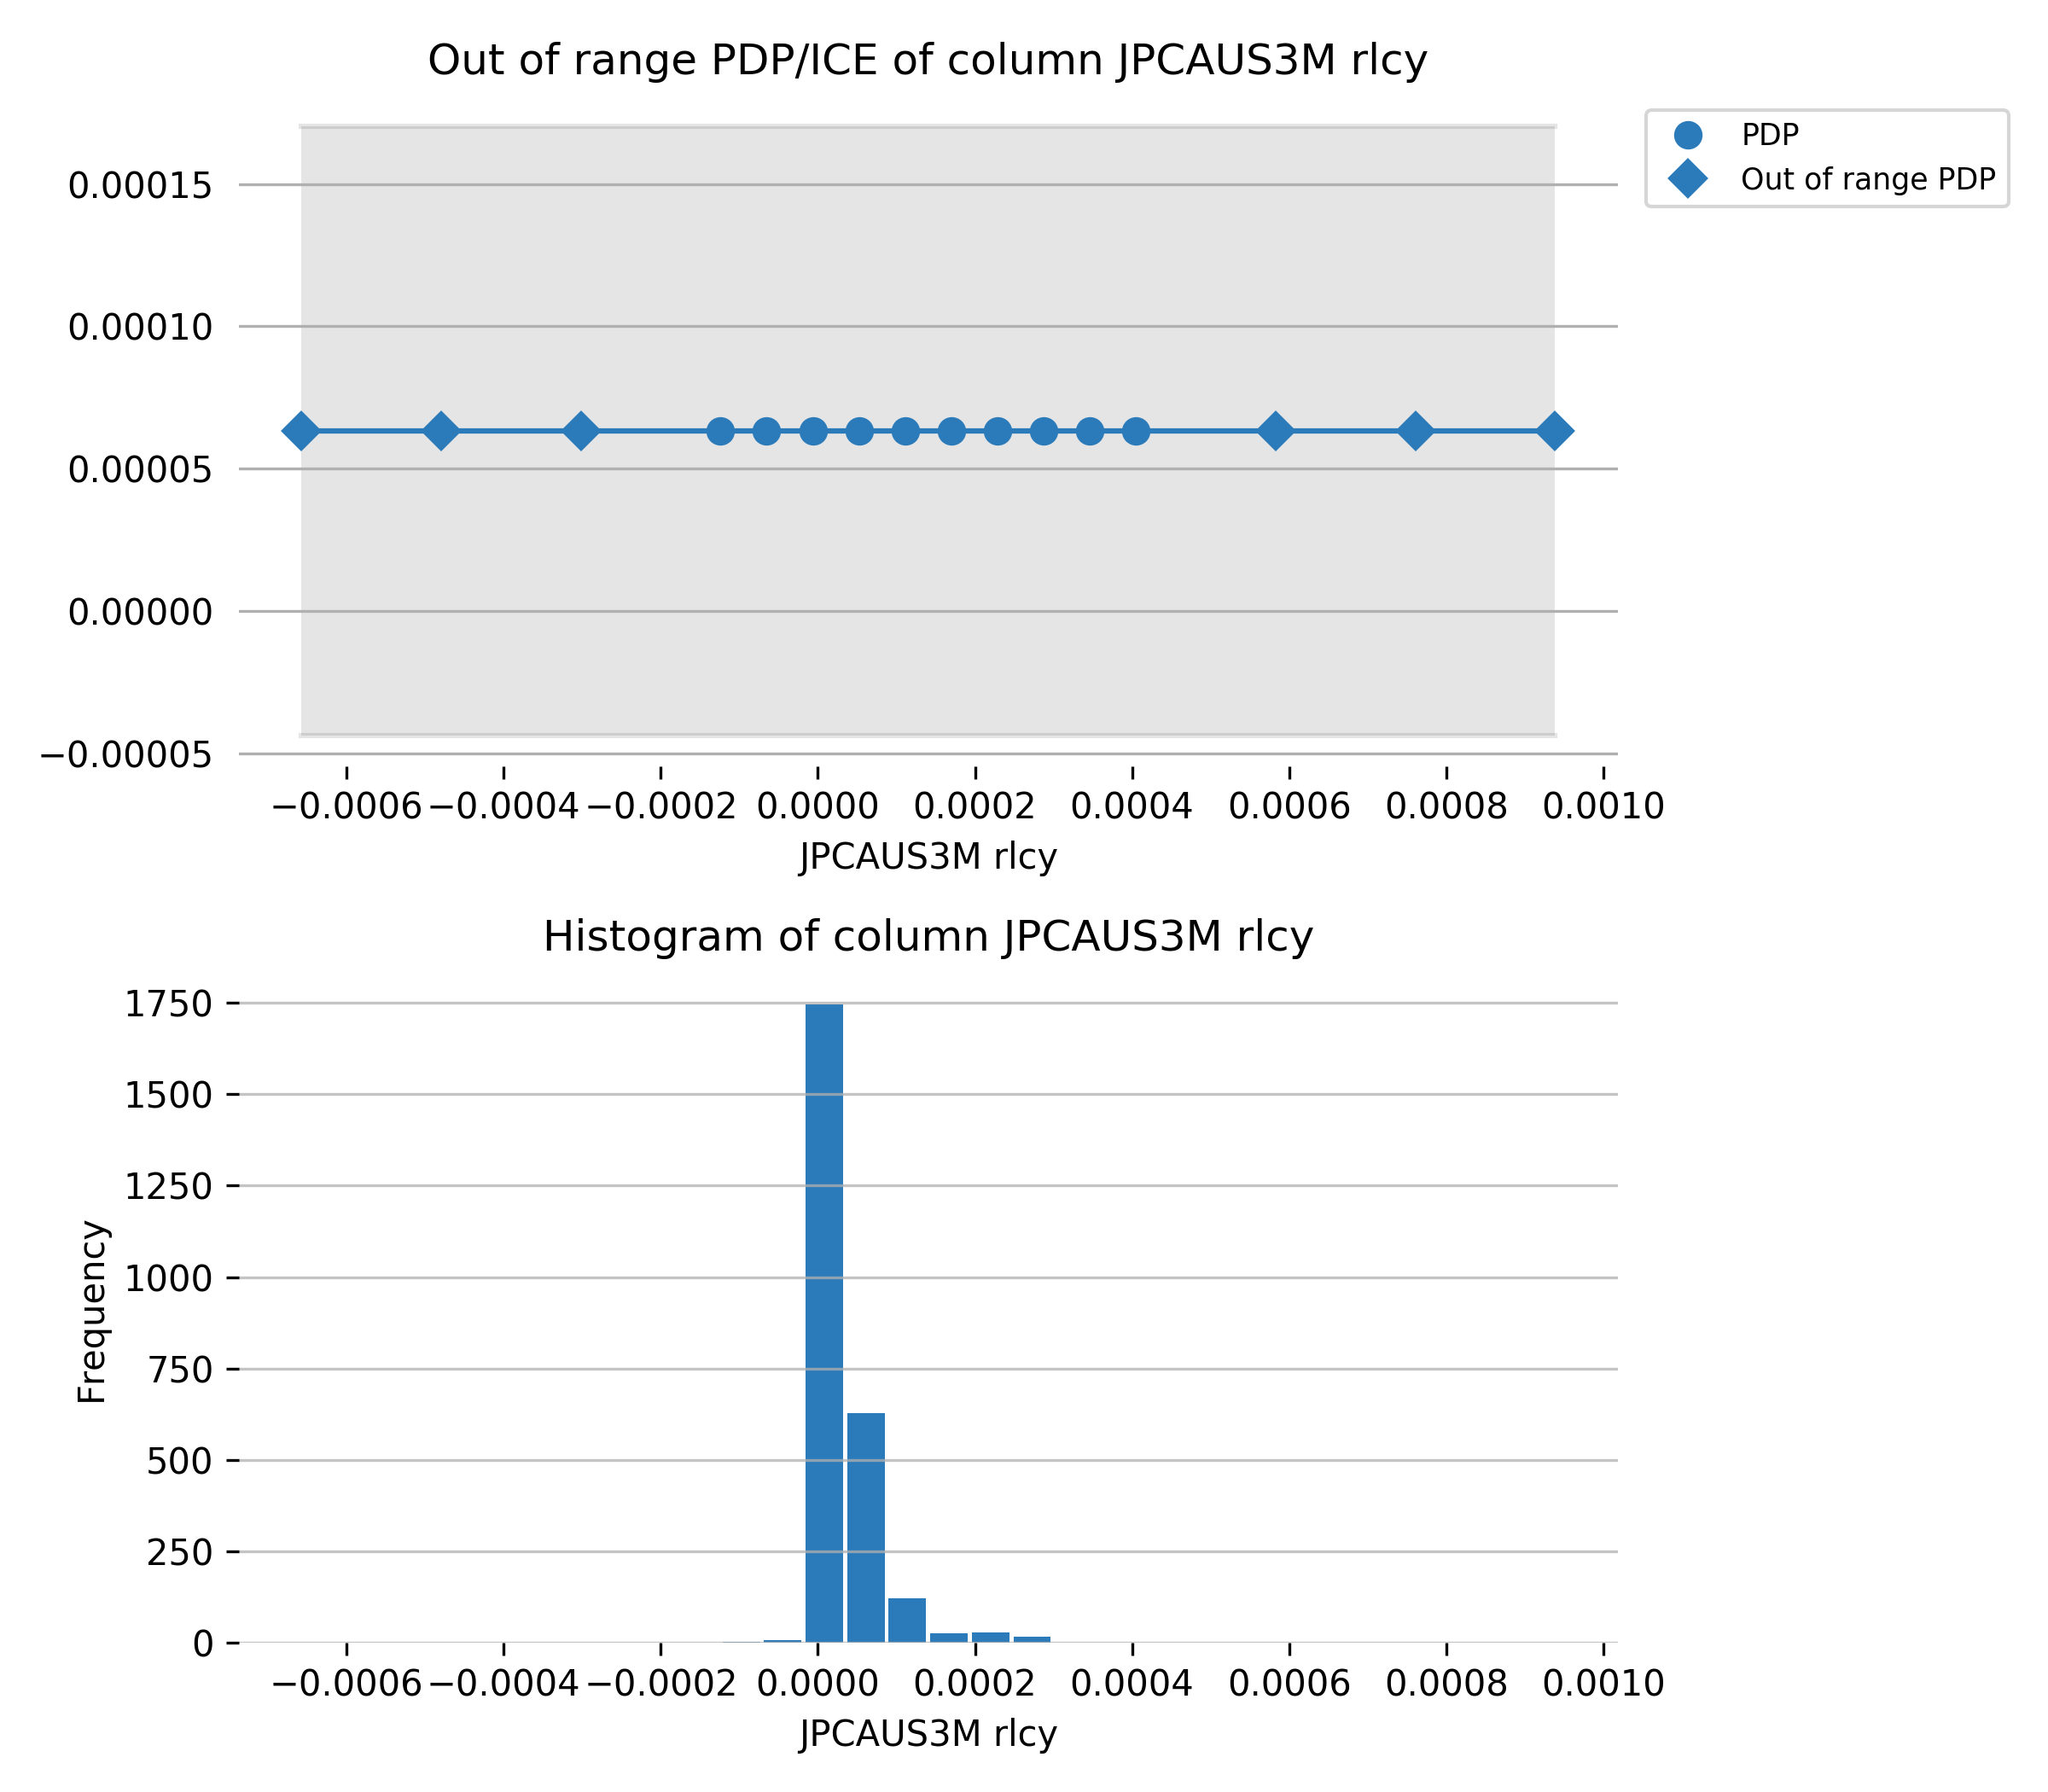 Out of range PDP/ICE of column JPCAUS3M rlcy
PDP
Out of range PDP
0.00015
0.00010
0.00005
0.00000
−0.00005
−0.0006 −0.0004 −0.0002 0.0000 0.0002 0.0004 0.0006 0.0008 0.0010
JPCAUS3M rlcy
Histogram of column JPCAUS3M rlcy
1750
1500
1250
1000
750
500
250
0
Frequency
−0.0006 −0.0004 −0.0002 0.0000 0.0002 0.0004 0.0006 0.0008 0.0010
JPCAUS3M rlcy